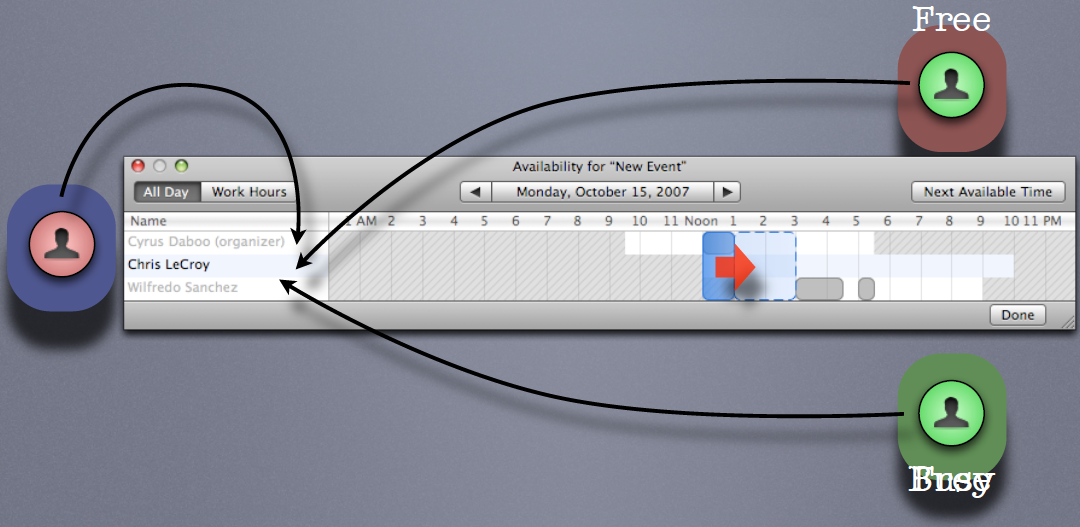 Free
Availability for “New Event”
All Day Work Hours
Monday, October 15, 2007
Next Available Time
Name
1 AM 2 3 4 5 6 7 8 9 10 11 Noon 1 2 3 4 5 6 7 8 9 10 11 PM
Cyrus Daboo (organizer)
Chris LeCroy
Wilfredo Sanchez
Done
Busy